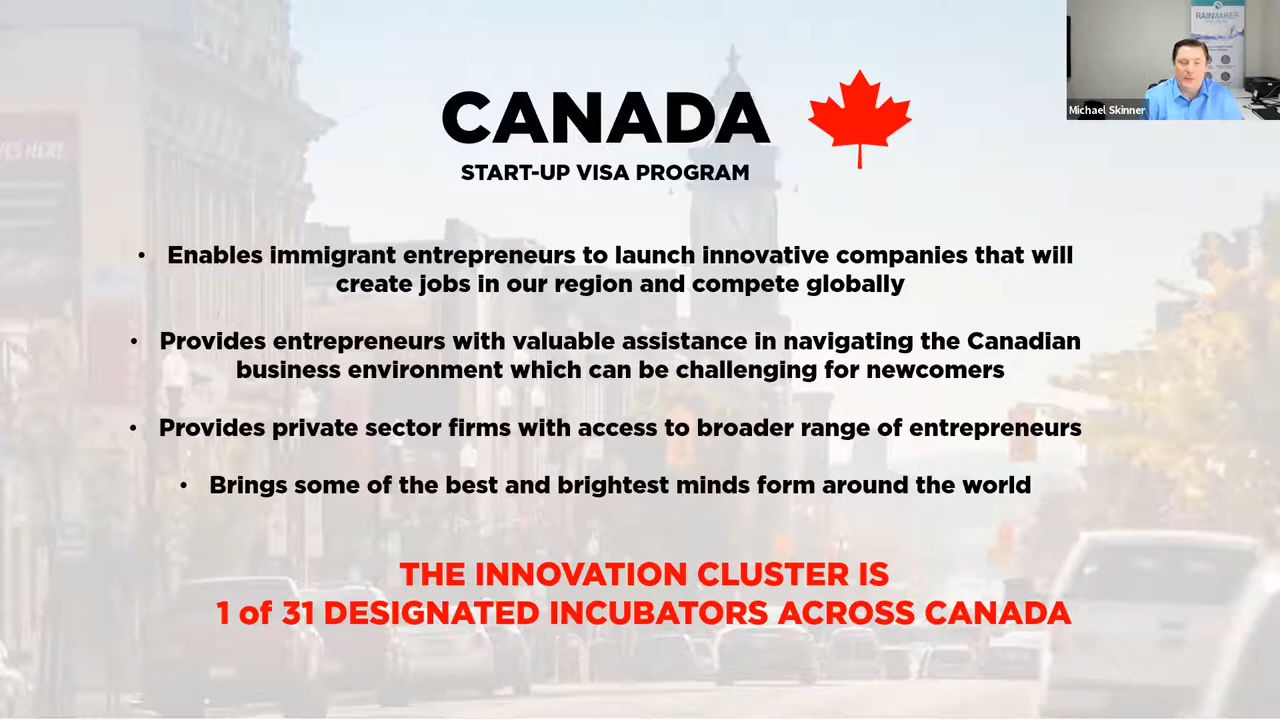 RAINMAKER
Michael Skinner
VES HERE
CANADA
START-UP VISA PROGRAM
• Enables immigrant entrepreneurs to launch innovative companies that will
create jobs in our region and compete globally
• Provides entrepreneurs with valuable assistance in navigating the Canadian
business environment which can be challenging for newcomers
• Provides private sector firms with access to broader range of entrepreneurs
• Brings some of the best and brightest minds form around the world
THE INNOVATION CLUSTER IS
1 of 31 DESIGNATED INCUBATORS ACROSS CANADA